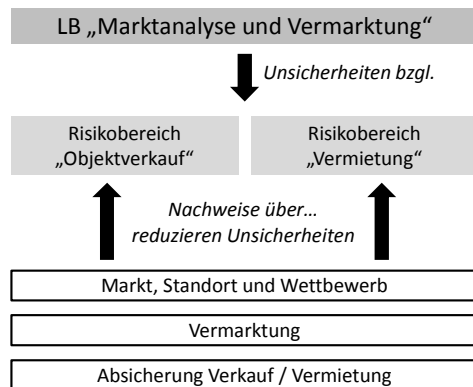 LB „Marktanalyse und Vermarktung“
Unsicherheiten bzgl.
Risikobereich
„Objektverkauf“
Risikobereich
„Vermietung“
Nachweise über…
reduzieren Unsicherheiten
Markt, Standort und Wettbewerb
Vermarktung
Absicherung Verkauf / Vermietung